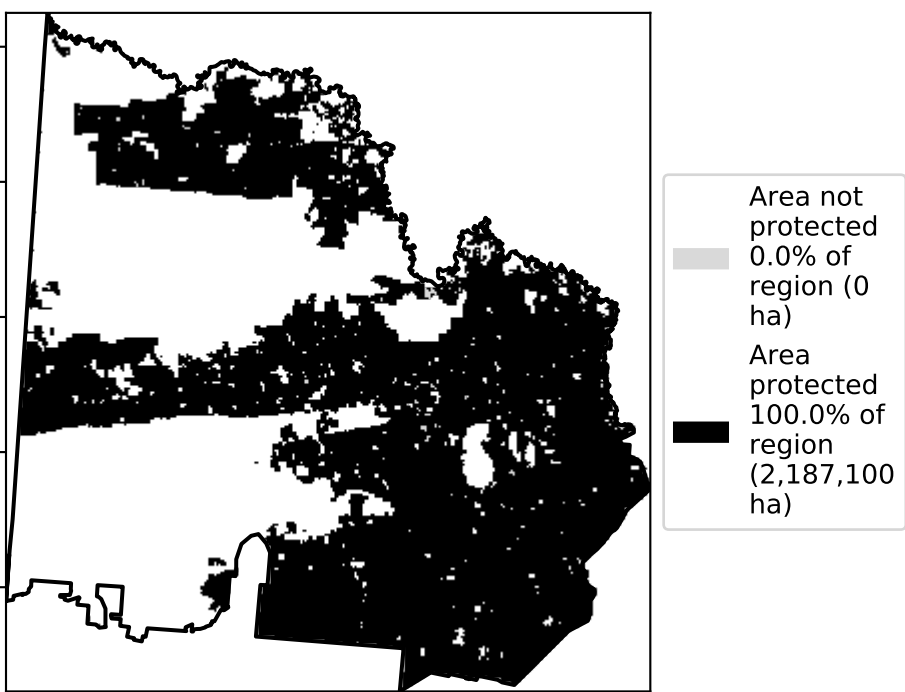 Area not
protected
0.0% of
region (0
ha)
Area
protected
100.0% of
region
(2,187,100
ha)